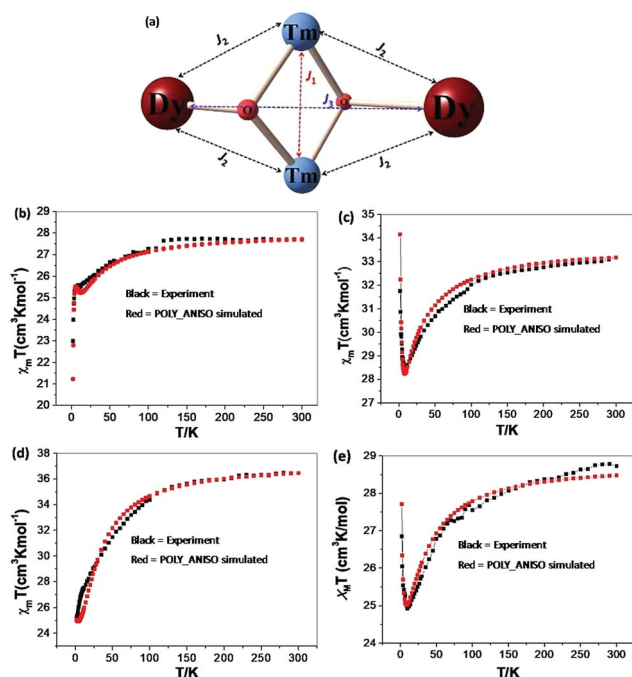 (a)
Tm
J2
J2
J1
Dy
O
J3
O
Dy
J2
J2
Tm
(b)
28
27
26
25
24
23
22
21
20
χmT(cm³Kmol⁻¹)
Black = Experiment
Red = POLY_ANISO simulated
0 50 100 150 200 250 300
T/K
(c)
35
34
33
32
31
30
29
28
27
χmT(cm³Kmol⁻¹)
Black = Experiment
Red = POLY_ANISO simulated
0 50 100 150 200 250 300
T/K
(d)
38
36
34
32
30
28
26
24
χmT(cm³Kmol⁻¹)
Black = Experiment
Red = POLY_ANISO simulated
0 50 100 150 200 250 300
T/K
(e)
29
28
27
26
25
24
χMT (cm³K/mol)
Black = Experiment
Red = POLY_ANISO simulated
0 50 100 150 200 250 300
T/K